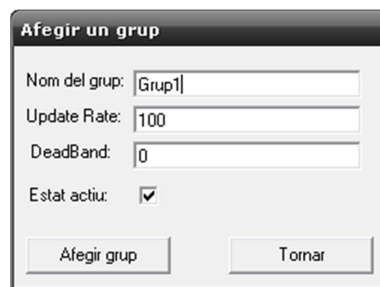 Afegir un grup
Nom del grup: Grup1
Update Rate: 100
DeadBand: 0
Estat actiu:
Afegir grup Tornar